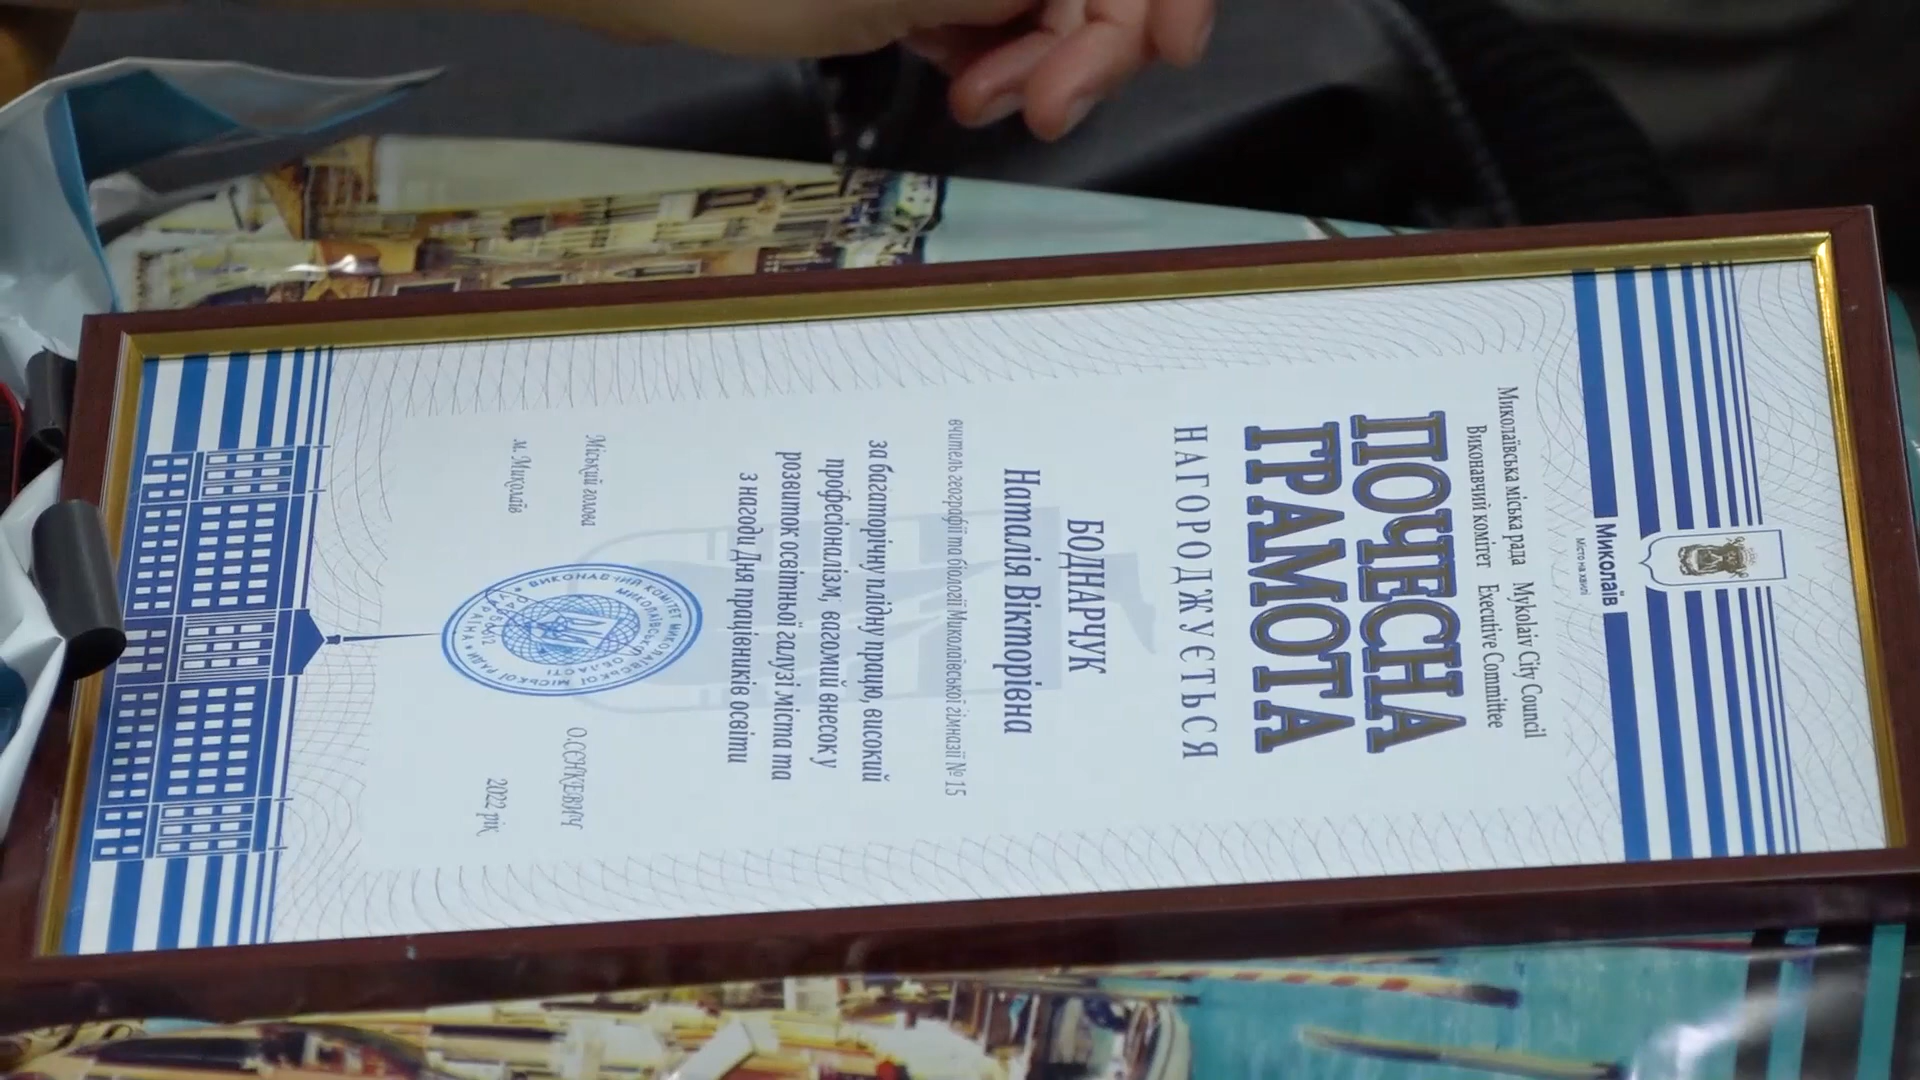 Миколаїв
Місто на хвилі
Миколаївська міська рада Mykolaiv City Council
Виконавчий комітет Executive Committee
ПОЧЕСНА
ГРАМОТА
НАГОРОДЖУЄТЬСЯ
БОДНАРЧУК
Наталія Вікторівна
вчитель географії та біології Миколаївської гімназії № 15
за багаторічну плідну працю, високий
професіоналізм, вагомий внесок у
розвиток освітньої галузі міста та
з нагоди Дня працівників освіти
Міський голова О.СЄНКЕВИЧ
м. Миколаїв 2022 рік
ВИКОНАВЧИЙ КОМІТЕТ МИКОЛАЇВСЬКОЇ МІСЬКОЇ РАДИ
УКРАЇНА